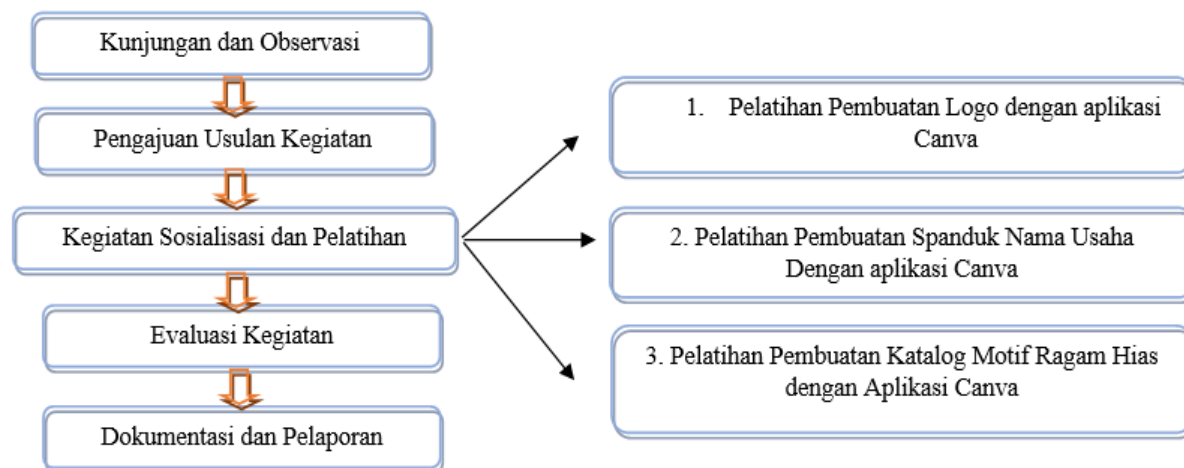 Kunjungan dan Observasi
Pengajuan Usulan Kegiatan
Kegiatan Sosialisasi dan Pelatihan
Evaluasi Kegiatan
Dokumentasi dan Pelaporan
1. Pelatihan Pembuatan Logo dengan aplikasi
Canva
2. Pelatihan Pembuatan Spanduk Nama Usaha
Dengan aplikasi Canva
3. Pelatihan Pembuatan Katalog Motif Ragam Hias
dengan Aplikasi Canva